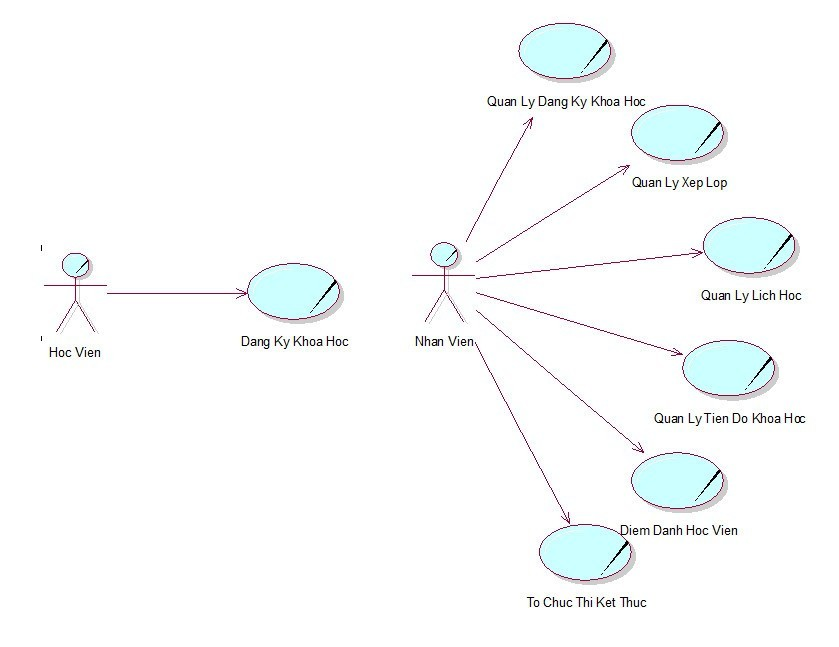 Quan Ly Dang Ky Khoa Hoc
Quan Ly Xep Lop
Quan Ly Lich Hoc
Hoc Vien
Dang Ky Khoa Hoc
Nhan Vien
Quan Ly Tien Do Khoa Hoc
Diem Danh Hoc Vien
To Chuc Thi Ket Thuc